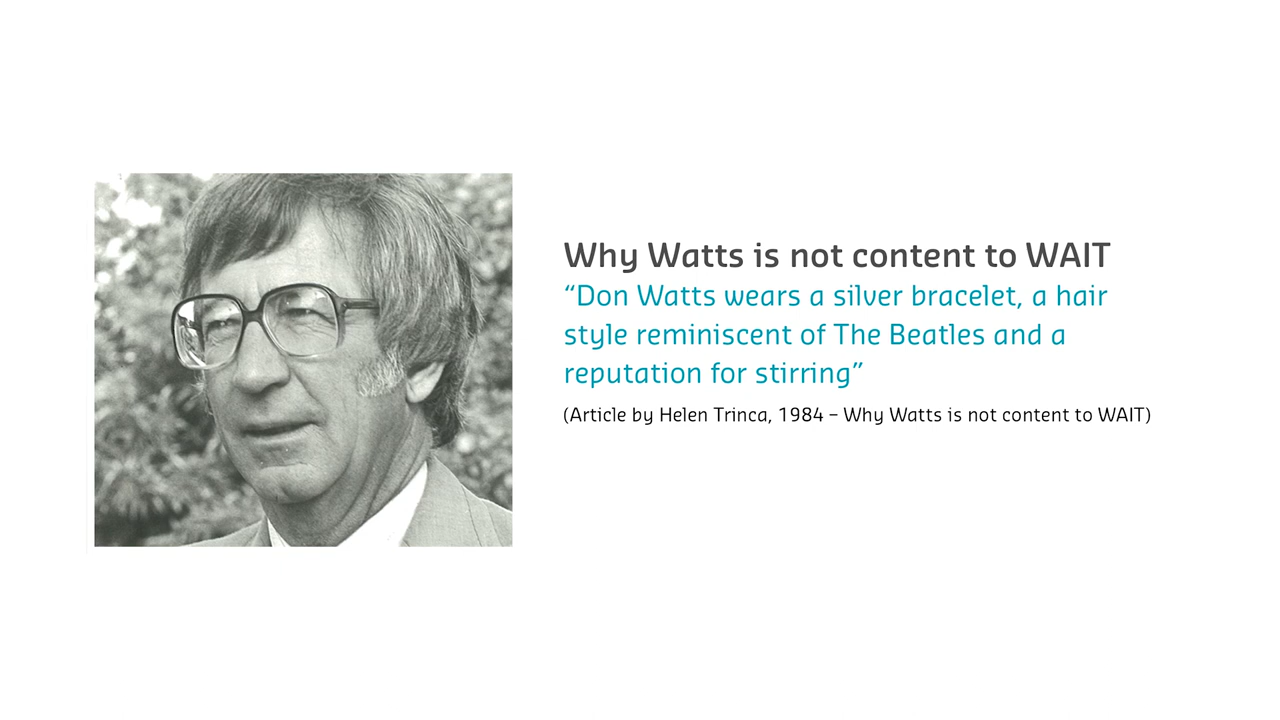 Why Watts is not content to WAIT
“Don Watts wears a silver bracelet, a hair
style reminiscent of The Beatles and a
reputation for stirring”
(Article by Helen Trinca, 1984 – Why Watts is not content to WAIT)